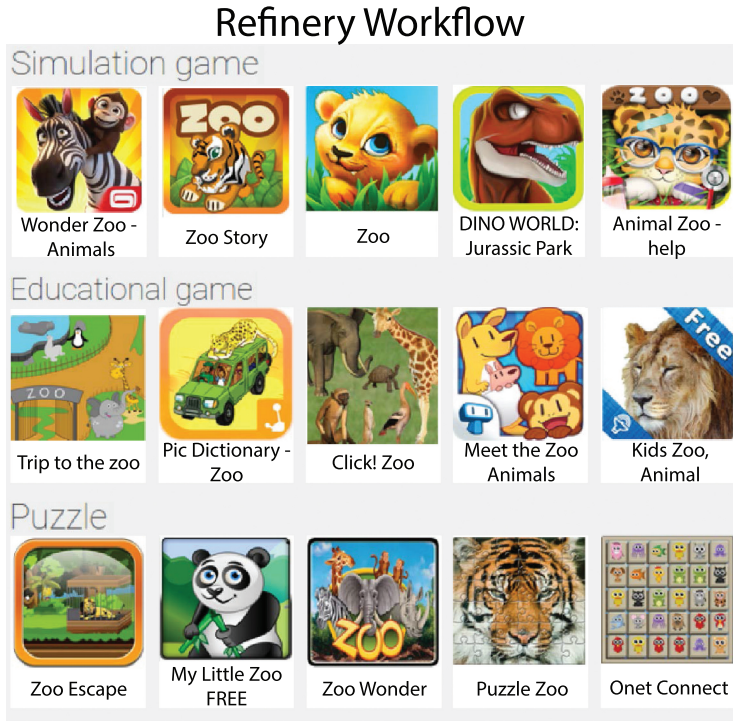 Refinery Workflow
Simulation game
ZOO
ZOO
Wonder Zoo -
Animals
Zoo Story
Zoo
DINO WORLD:
Jurassic Park
Animal Zoo -
help
Educational game
ZOO
Free
Trip to the zoo
Pic Dictionary -
Zoo
Click! Zoo
Meet the Zoo
Animals
Kids Zoo,
Animal
Puzzle
ZOO
Zoo Escape
My Little Zoo
FREE
Zoo Wonder
Puzzle Zoo
Onet Connect